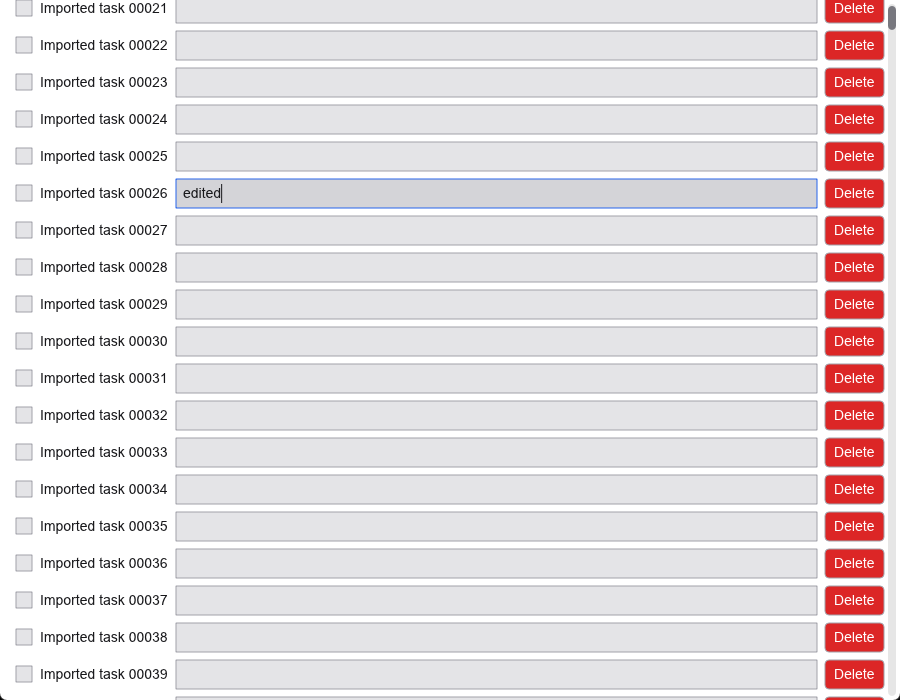 Imported task 00021 Delete
Imported task 00022 Delete
Imported task 00023 Delete
Imported task 00024 Delete
Imported task 00025 Delete
Imported task 00026 edited Delete
Imported task 00027 Delete
Imported task 00028 Delete
Imported task 00029 Delete
Imported task 00030 Delete
Imported task 00031 Delete
Imported task 00032 Delete
Imported task 00033 Delete
Imported task 00034 Delete
Imported task 00035 Delete
Imported task 00036 Delete
Imported task 00037 Delete
Imported task 00038 Delete
Imported task 00039 Delete